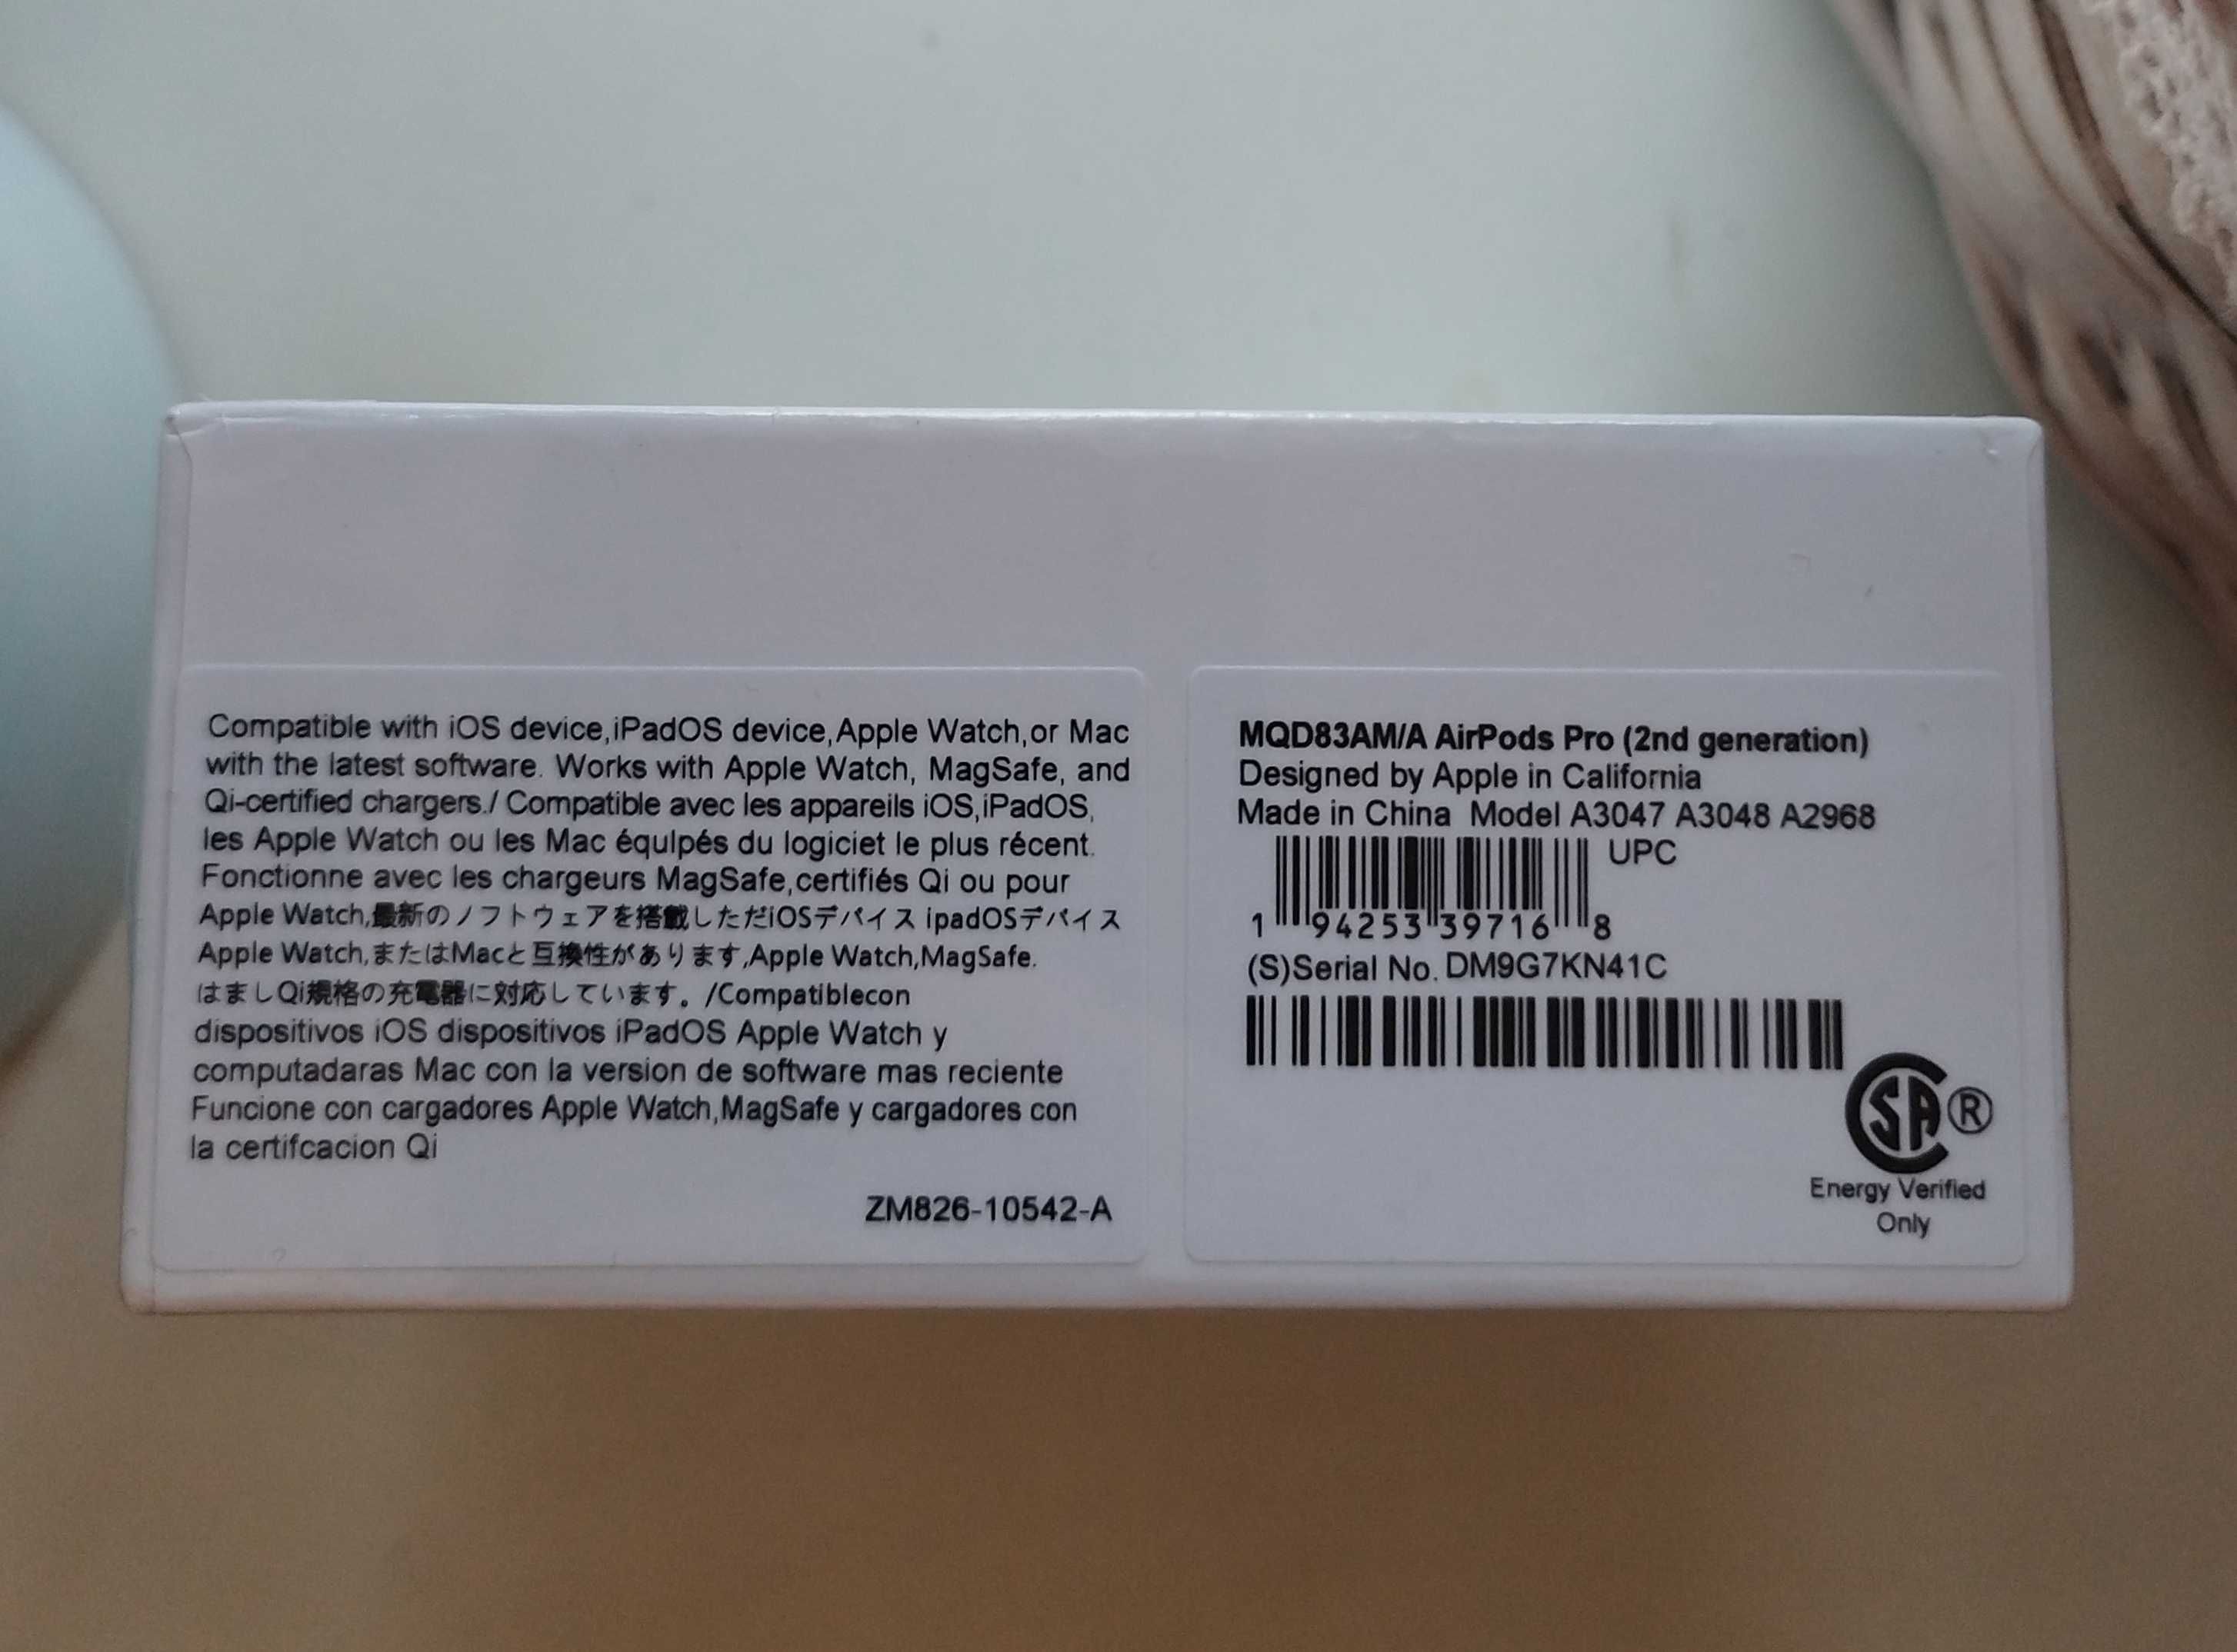 Compatible with iOS device,iPadOS device,Apple Watch,or Mac
with the latest software. Works with Apple Watch, MagSafe, and
Qi-certified chargers./ Compatible avec les appareils iOS,iPadOS,
les Apple Watch ou les Mac équlpés du logiciet le plus récent.
Fonctionne avec les chargeurs MagSafe,certifiés Qi ou pour
Apple Watch,最新のノフトウェアを搭載しただiOSデバイス ipadOSデバイス
Apple Watch,またはMacと互換性があります,Apple Watch,MagSafe.
はましQi規格の充電器に対応しています。/Compatiblecon
dispositivos iOS dispositivos iPadOS Apple Watch y
computadaras Mac con la version de software mas reciente
Funcione con cargadores Apple Watch,MagSafe y cargadores con
la certifcacion Qi
ZM826-10542-A
MQD83AM/A AirPods Pro (2nd generation)
Designed by Apple in California
Made in China Model A3047 A3048 A2968
UPC
1 94253 39716 8
(S)Serial No. DM9G7KN41C
CSA ®
Energy Verified
Only